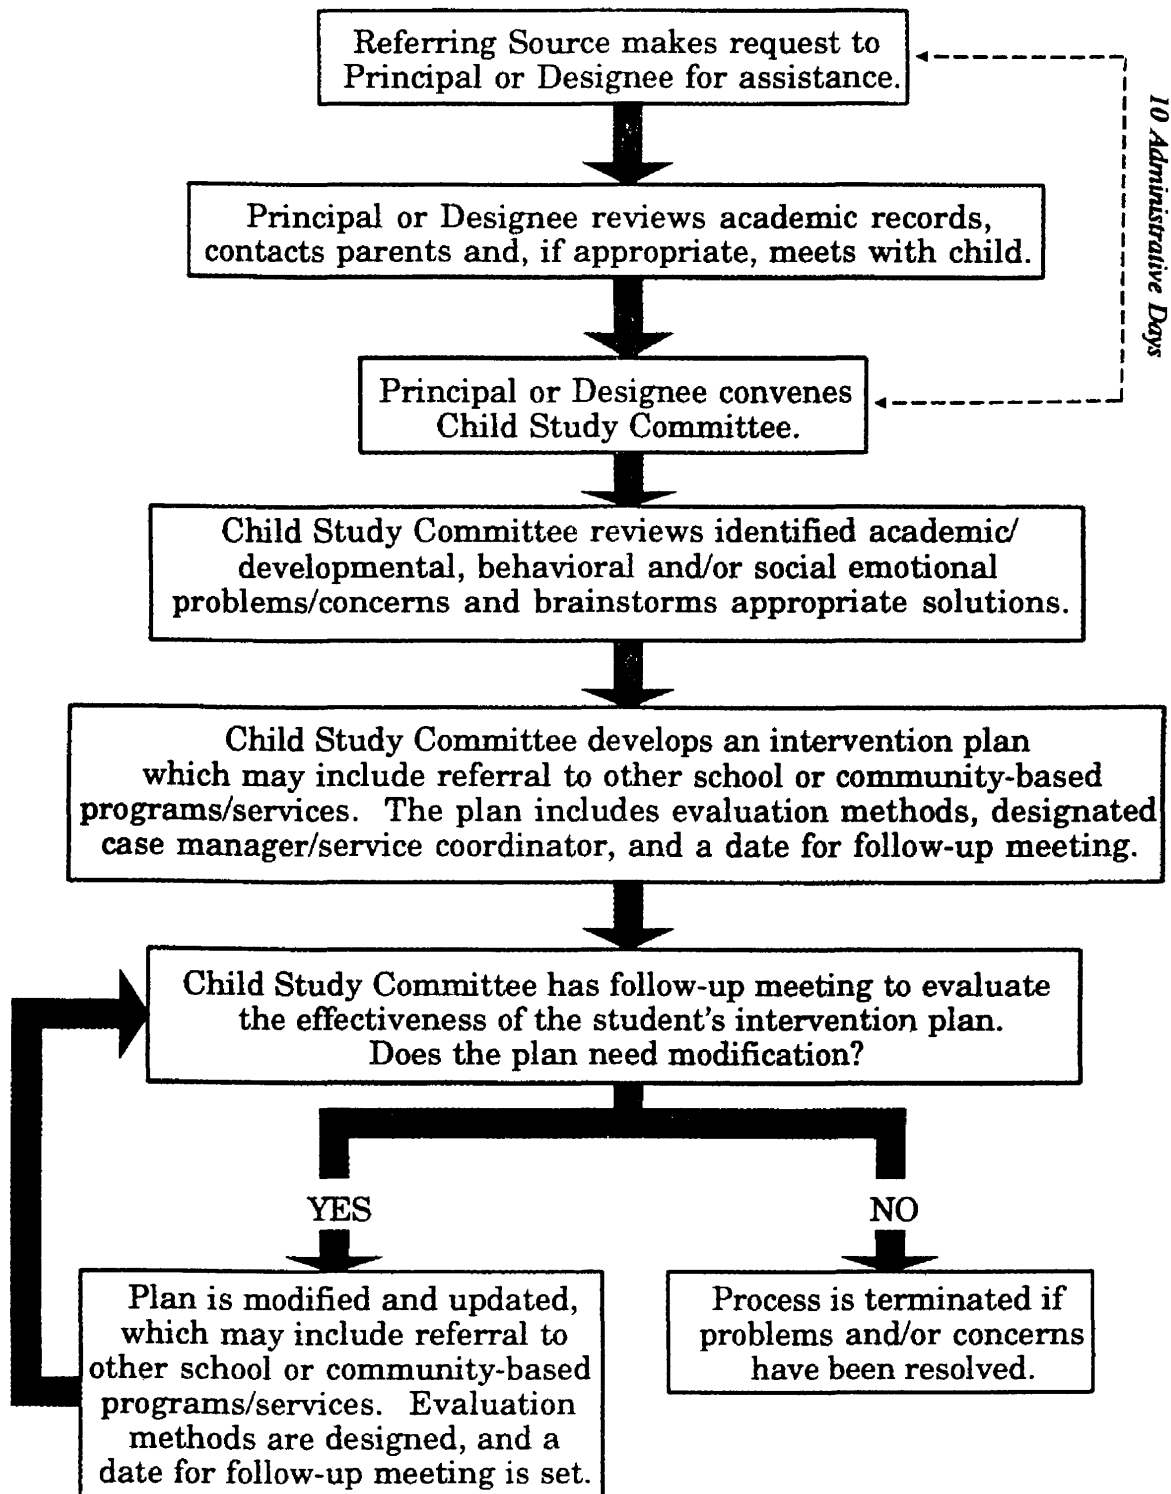 Referring Source makes request to
Principal or Designee for assistance.
10 Administrative Days
Principal or Designee reviews academic records,
contacts parents and, if appropriate, meets with child.
Principal or Designee convenes
Child Study Committee.
Child Study Committee reviews identified academic/
developmental, behavioral and/or social emotional
problems/concerns and brainstorms appropriate solutions.
Child Study Committee develops an intervention plan
which may include referral to other school or community-based
programs/services. The plan includes evaluation methods, designated
case manager/service coordinator, and a date for follow-up meeting.
Child Study Committee has follow-up meeting to evaluate
the effectiveness of the student's intervention plan.
Does the plan need modification?
YES
NO
Plan is modified and updated,
which may include referral to
other school or community-based
programs/services. Evaluation
methods are designed, and a
date for follow-up meeting is set.
Process is terminated if
problems and/or concerns
have been resolved.